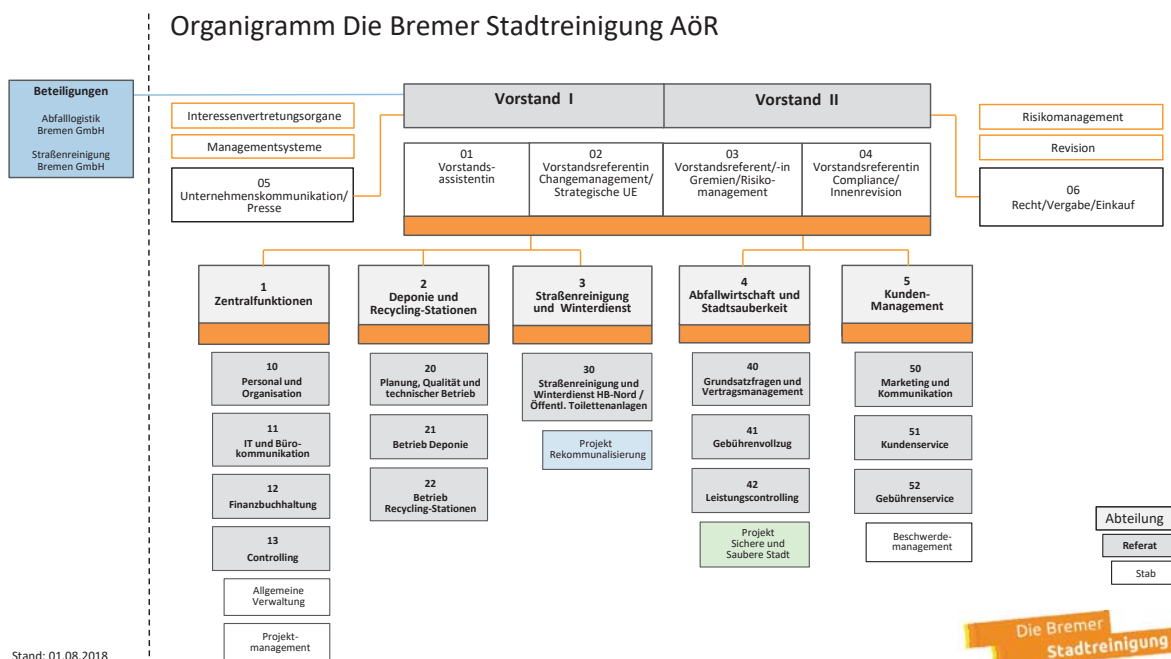 Organigramm Die Bremer Stadtreinigung AöR
Beteiligungen
Abfalllogistik
Bremen GmbH
Straßenreinigung
Bremen GmbH
Interessenvertretungsorgane
Managementsysteme
05
Unternehmenskommunikation/
Presse
Vorstand I
Vorstand II
01
Vorstands-
assistentin
02
Vorstandsreferentin
Changemanagement/
Strategische UE
03
Vorstandsreferent/-in
Gremien/Risiko-
management
04
Vorstandsreferentin
Compliance/
Innenrevision
Risikomanagement
Revision
06
Recht/Vergabe/Einkauf
1
Zentralfunktionen
10
Personal und
Organisation
11
IT und Büro-
kommunikation
12
Finanzbuchhaltung
13
Controlling
Allgemeine
Verwaltung
Projekt-
management
2
Deponie und
Recycling-Stationen
20
Planung, Qualität und
technischer Betrieb
21
Betrieb Deponie
22
Betrieb
Recycling-Stationen
3
Straßenreinigung
und Winterdienst
30
Straßenreinigung und
Winterdienst HB-Nord /
Öffentl. Toilettenanlagen
Projekt
Rekommunalisierung
4
Abfallwirtschaft und
Stadtsauberkeit
40
Grundsatzfragen und
Vertragsmanagement
41
Gebührenvollzug
42
Leistungscontrolling
Projekt
Sichere und
Saubere Stadt
5
Kunden-
Management
50
Marketing und
Kommunikation
51
Kundenservice
52
Gebührenservice
Beschwerde-
management
Abteilung
Referat
Stab
Die Bremer
Stadtreinigung
Stand: 01.08.2018